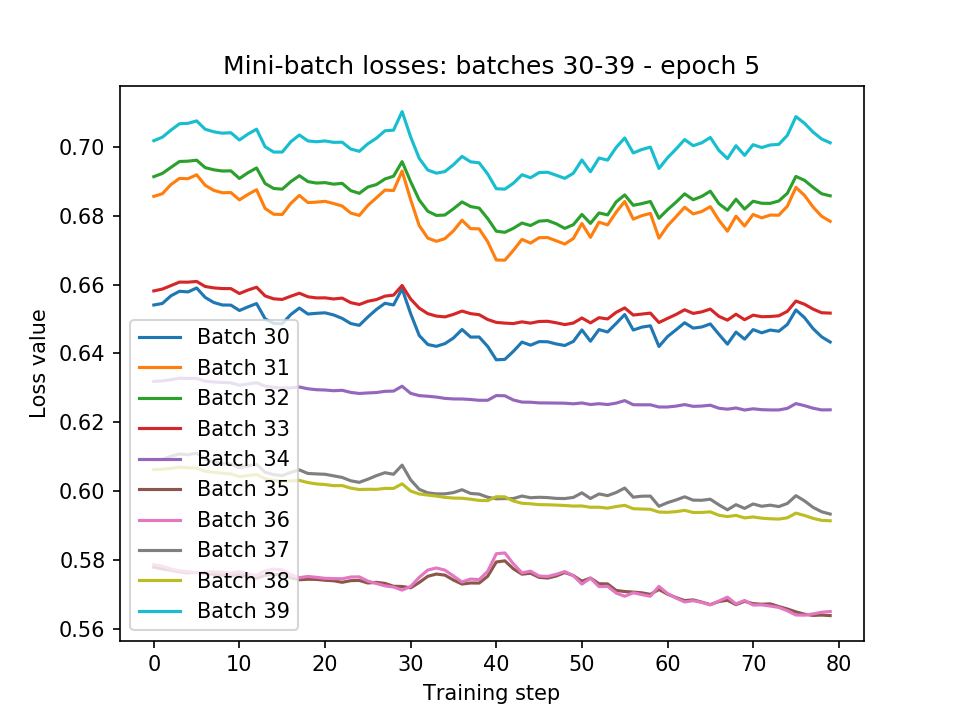 Mini-batch losses: batches 30-39 - epoch 5
Loss value
0.70
0.68
0.66
0.64
0.62
0.60
0.58
0.56
Batch 30
Batch 31
Batch 32
Batch 33
Batch 34
Batch 35
Batch 36
Batch 37
Batch 38
Batch 39
0 10 20 30 40 50 60 70 80
Training step